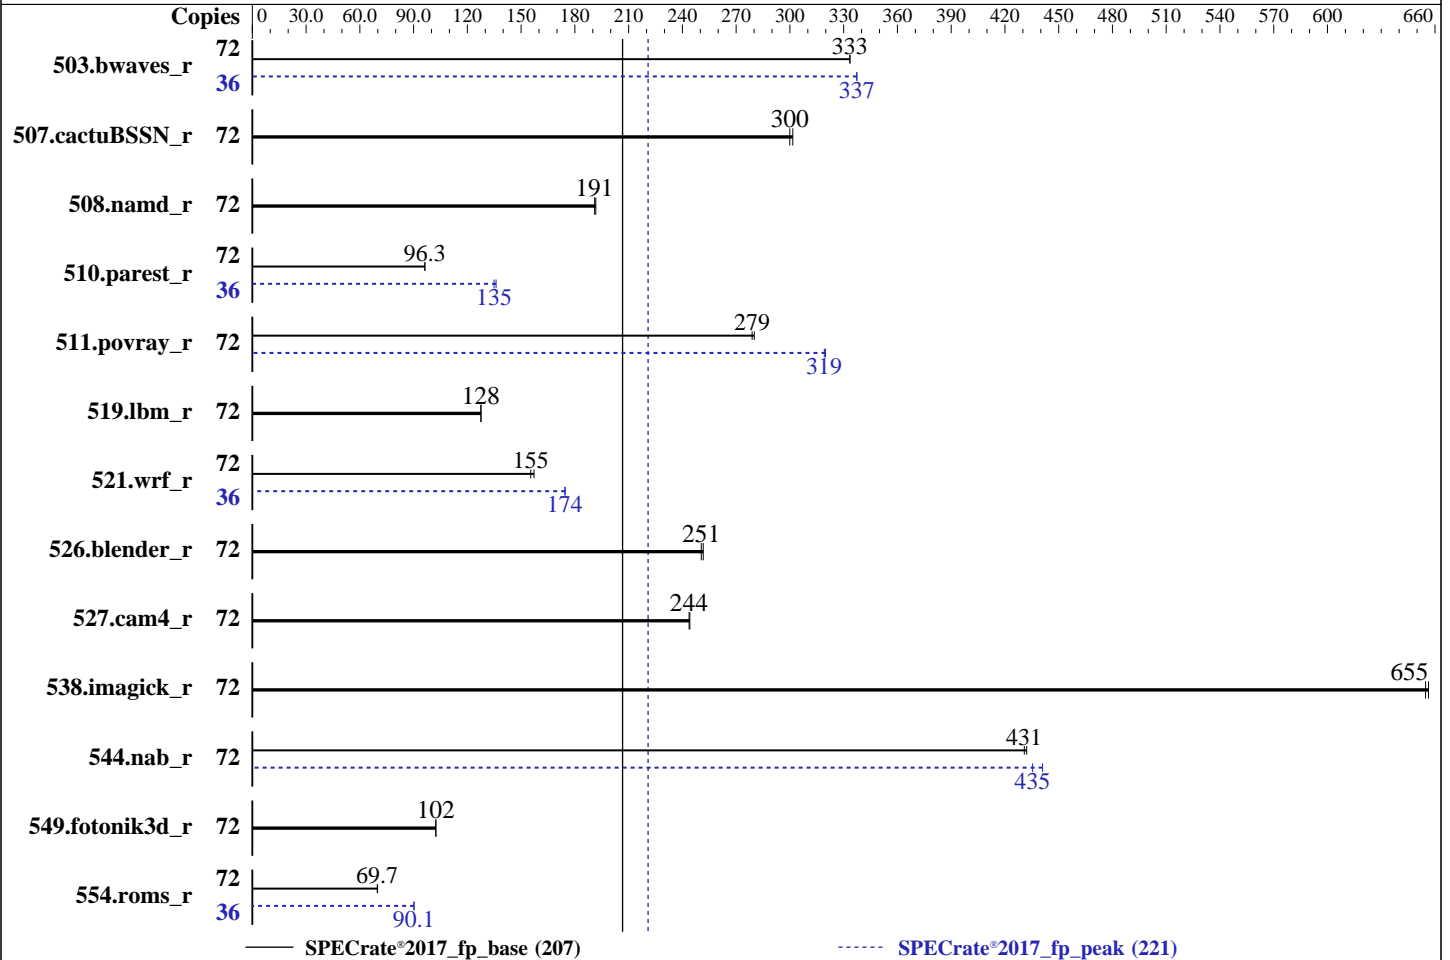 Copies 0 30.0 60.0 90.0 120 150 180 210 240 270 300 330 360 390 420 450 480 510 540 570 600 660
503.bwaves_r 72 333
36 337
507.cactuBSSN_r 72 300
508.namd_r 72 191
510.parest_r 72 96.3
36 135
511.povray_r 72 279
319
519.lbm_r 72 128
521.wrf_r 72 155
36 174
526.blender_r 72 251
527.cam4_r 72 244
538.imagick_r 72 655
544.nab_r 72 431
435
549.fotonik3d_r 72 102
554.roms_r 72 69.7
36 90.1
SPECrate®2017_fp_base (207) SPECrate®2017_fp_peak (221)